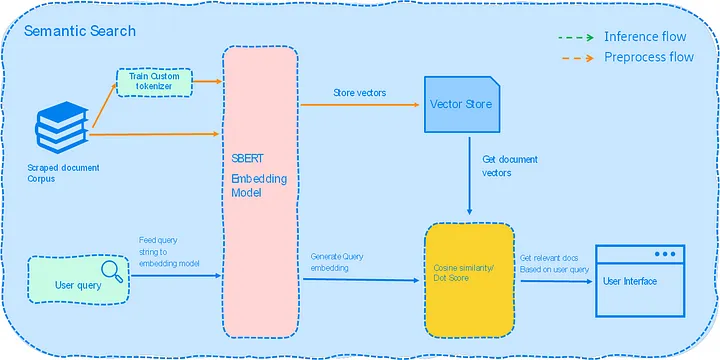 Semantic Search
Inference flow
Preprocess flow
Train Custom
tokenizer
Store vectors
Vector Store
Scraped document
Corpus
SBERT
Embedding
Model
Get document
vectors
Feed query
string to
embedding model
User query
Generate Query
embedding
Cosine similarity/
Dot Score
Get relevant docs
Based on user query
User Interface